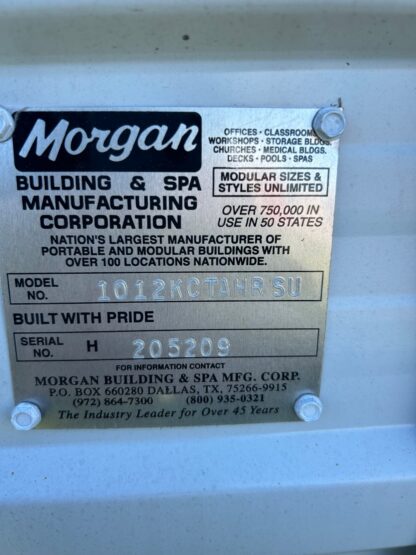 Morgan
OFFICES • CLASSROOMS
WORKSHOPS • STORAGE BLDGS.
CHURCHES • MEDICAL BLDGS.
DECKS • POOLS • SPAS
MODULAR SIZES &
STYLES UNLIMITED
BUILDING & SPA
MANUFACTURING
CORPORATION
OVER 750,000 IN
USE IN 50 STATES
NATION'S LARGEST MANUFACTURER OF
PORTABLE AND MODULAR BUILDINGS WITH
OVER 100 LOCATIONS NATIONWIDE.
MODEL NO. 1012KCTAHRSU
BUILT WITH PRIDE
SERIAL NO. H 205209
FOR INFORMATION CONTACT
MORGAN BUILDING & SPA MFG. CORP.
P.O. BOX 660280 DALLAS, TX, 75266-9915
(972) 864-7300 (800) 935-0321
The Industry Leader for Over 45 Years